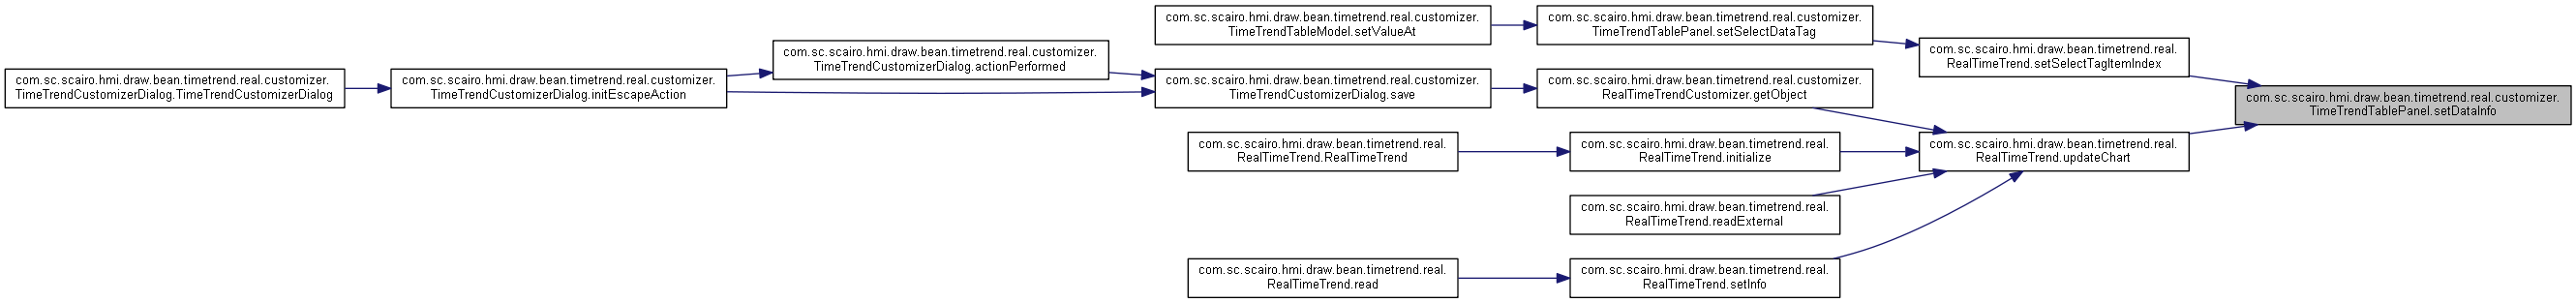 com.sc.scairo.hmi.draw.bean.timetrend.real.customizer.
TimeTrendTableModel.setValueAt
com.sc.scairo.hmi.draw.bean.timetrend.real.customizer.
TimeTrendTablePanel.setSelectDataTag
com.sc.scairo.hmi.draw.bean.timetrend.real.
RealTimeTrend.setSelectTagItemIndex
com.sc.scairo.hmi.draw.bean.timetrend.real.customizer.
TimeTrendCustomizerDialog.actionPerformed
com.sc.scairo.hmi.draw.bean.timetrend.real.customizer.
TimeTrendCustomizerDialog.TimeTrendCustomizerDialog
com.sc.scairo.hmi.draw.bean.timetrend.real.customizer.
TimeTrendCustomizerDialog.initEscapeAction
com.sc.scairo.hmi.draw.bean.timetrend.real.customizer.
TimeTrendCustomizerDialog.save
com.sc.scairo.hmi.draw.bean.timetrend.real.customizer.
RealTimeTrendCustomizer.getObject
com.sc.scairo.hmi.draw.bean.timetrend.real.customizer.
TimeTrendTablePanel.setDataInfo
com.sc.scairo.hmi.draw.bean.timetrend.real.
RealTimeTrend.RealTimeTrend
com.sc.scairo.hmi.draw.bean.timetrend.real.
RealTimeTrend.initialize
com.sc.scairo.hmi.draw.bean.timetrend.real.
RealTimeTrend.updateChart
com.sc.scairo.hmi.draw.bean.timetrend.real.
RealTimeTrend.readExternal
com.sc.scairo.hmi.draw.bean.timetrend.real.
RealTimeTrend.read
com.sc.scairo.hmi.draw.bean.timetrend.real.
RealTimeTrend.setInfo